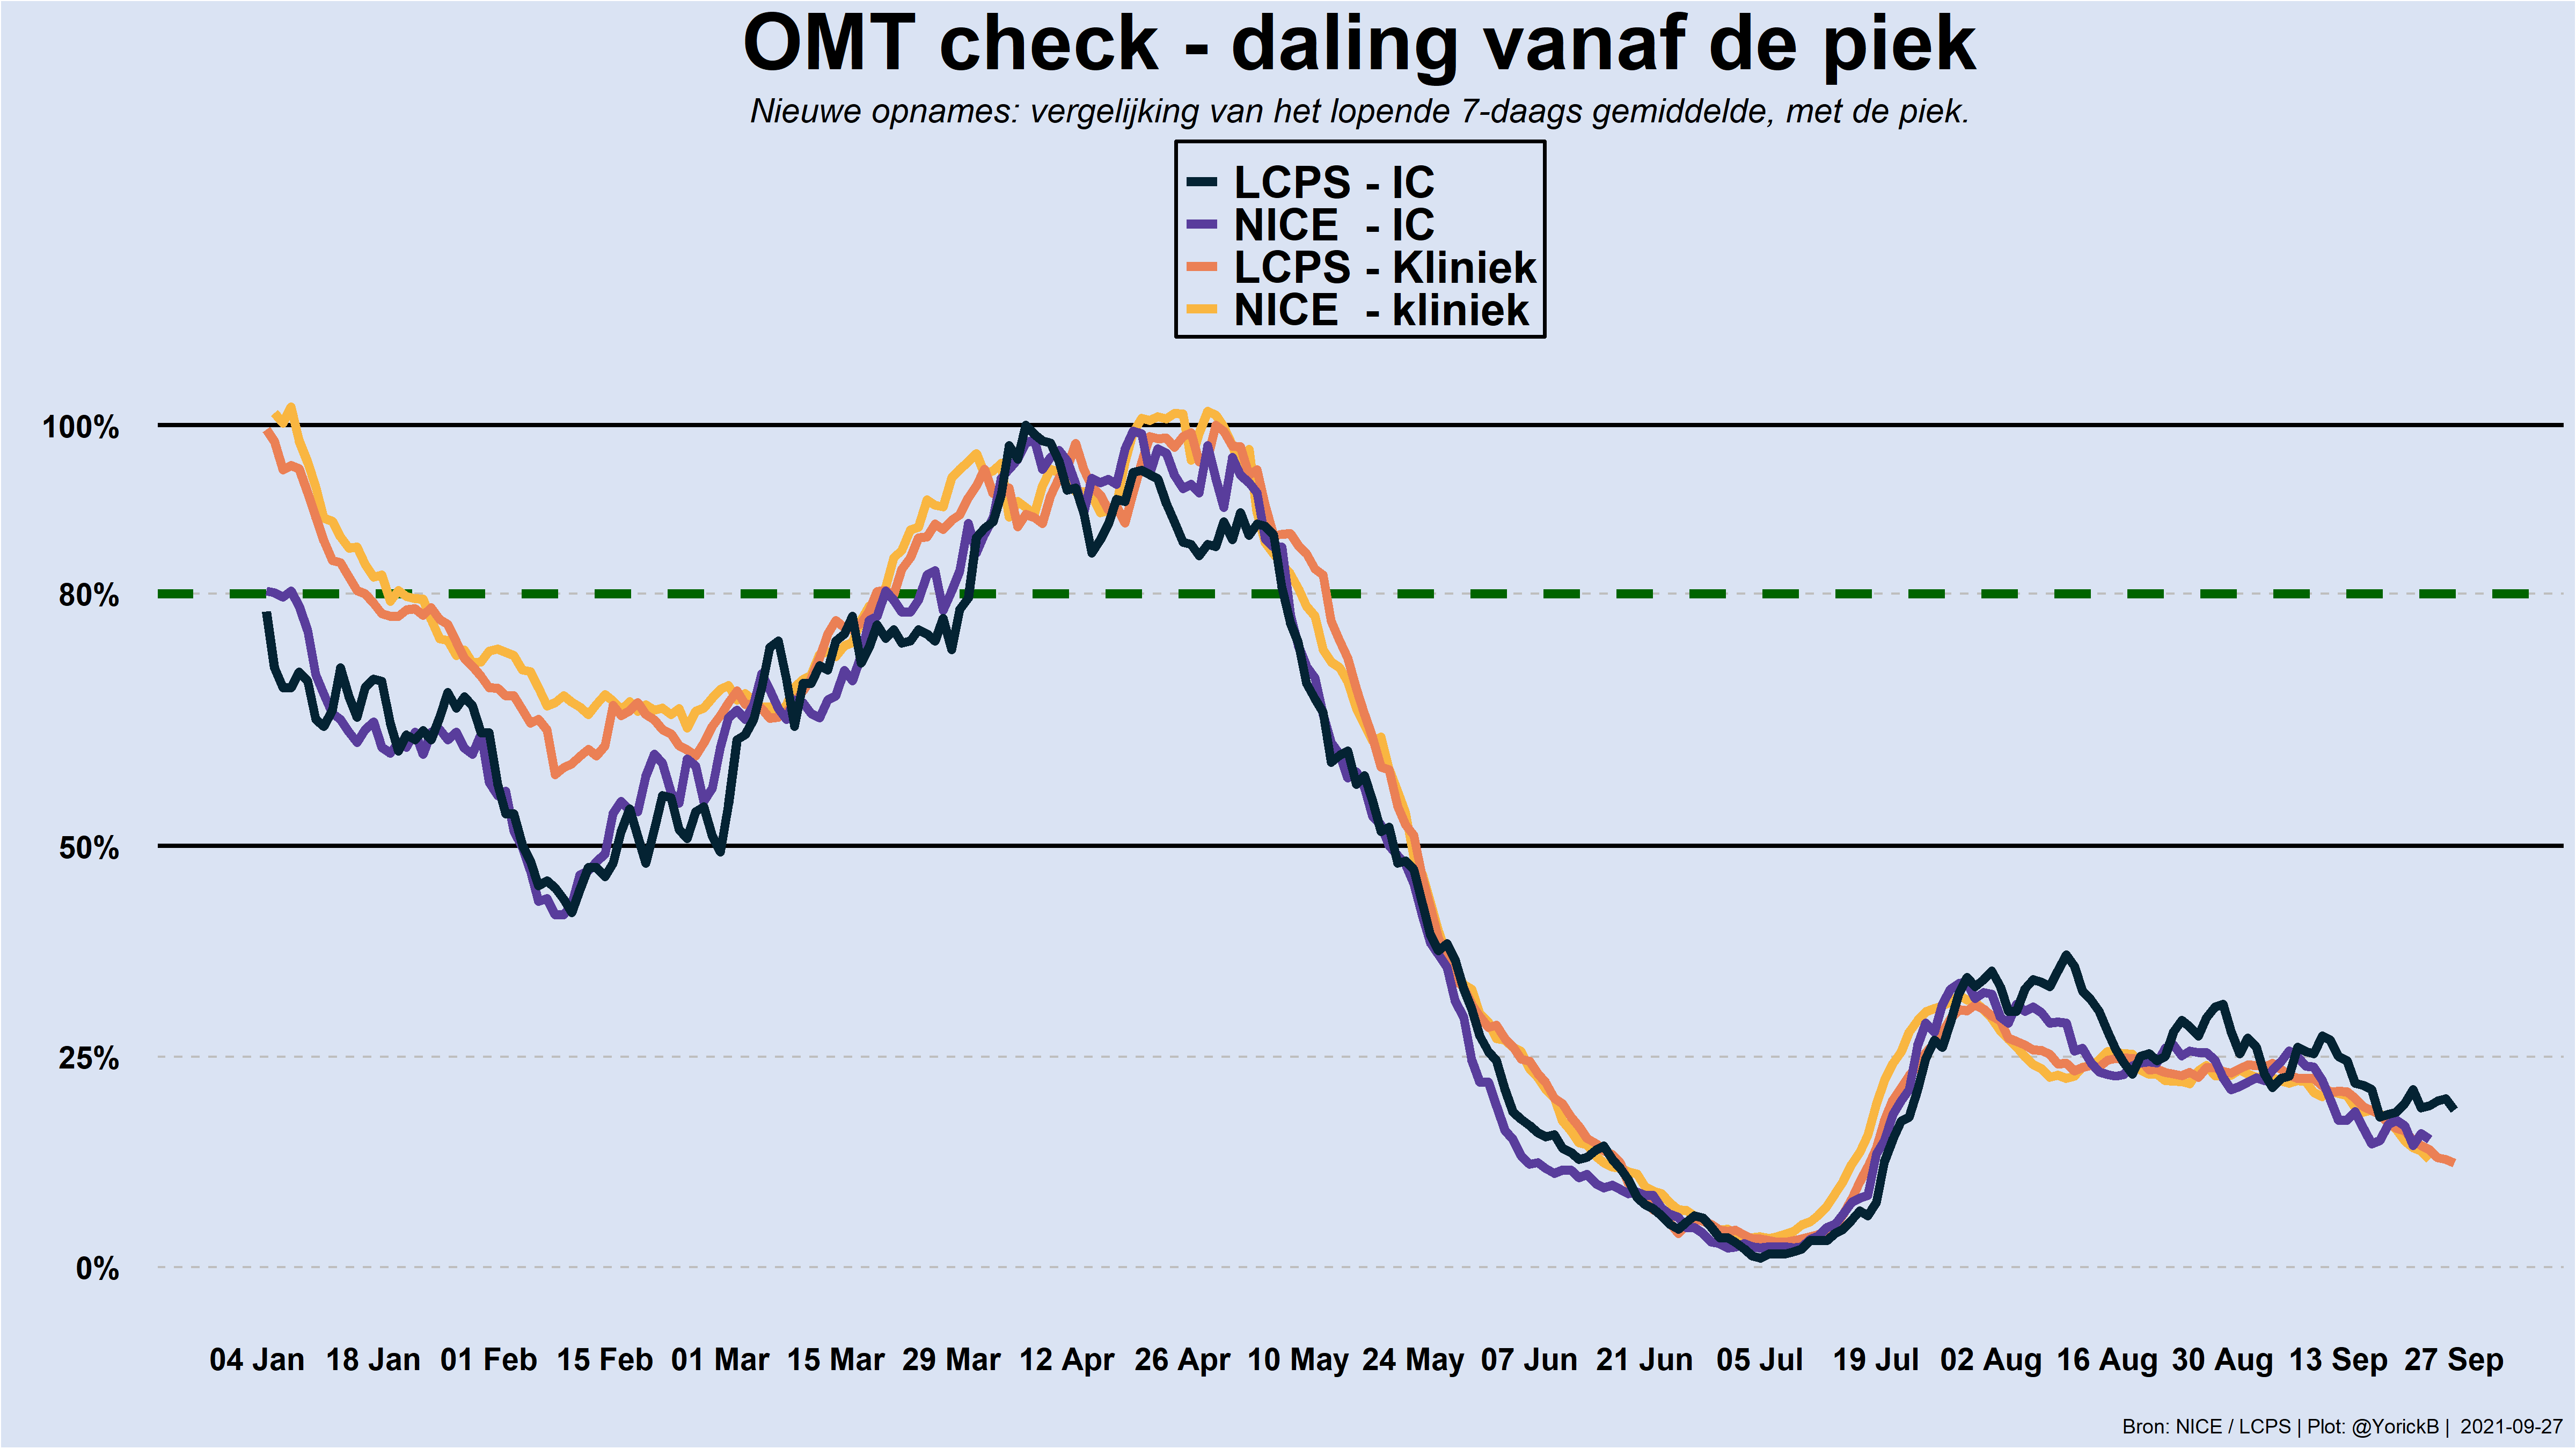 OMT check - daling vanaf de piek
Nieuwe opnames: vergelijking van het lopende 7-daags gemiddelde, met de piek.
LCPS - IC
NICE - IC
LCPS - Kliniek
NICE - kliniek
100%
80%
50%
25%
0%
04 Jan 18 Jan 01 Feb 15 Feb 01 Mar 15 Mar 29 Mar 12 Apr 26 Apr 10 May 24 May 07 Jun 21 Jun 05 Jul 19 Jul 02 Aug 16 Aug 30 Aug 13 Sep 27 Sep
Bron: NICE / LCPS | Plot: @YorickB | 2021-09-27